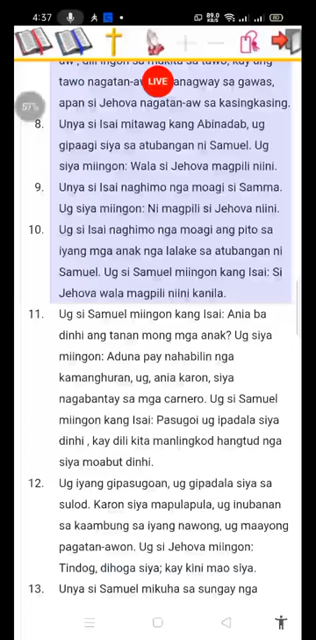 4:37
89.0
KB/S
LIVE
57%
aw, dili ingon sa makita sa tawo, kay ang
tawo nagatan-aw anagway sa gawas,
apan si Jehova nagatan-aw sa kasingkasing.
8. Unya si Isai mitawag kang Abinadab, ug
gipaagi siya sa atubangan ni Samuel. Ug
siya miingon: Wala si Jehova magpili niini.
9. Unya si Isai naghimo nga moagi si Samma.
Ug siya miingon: Ni magpili si Jehova niini.
10. Ug si Isai naghimo nga moagi ang pito sa
iyang mga anak nga lalake sa atubangan ni
Samuel. Ug si Samuel miingon kang Isai: Si
Jehova wala magpili niini kanila.
11. Ug si Samuel miingon kang Isai: Ania ba
dinhi ang tanan mong mga anak? Ug siya
miingon: Aduna pay nahabilin nga
kamanghuran, ug, ania karon, siya
nagabantay sa mga carnero. Ug si Samuel
miingon kang Isai: Pasugoi ug ipadala siya
dinhi , kay dili kita manlingkod hangtud nga
siya moabut dinhi.
12. Ug iyang gipasugoan, ug gipadala siya sa
sulod. Karon siya mapulapula, ug inubanan
sa kaambung sa iyang nawong, ug maayong
pagatan-awon. Ug si Jehova miingon:
Tindog, dihoga siya; kay kini mao siya.
13. Unya si Samuel mikuha sa sungay nga